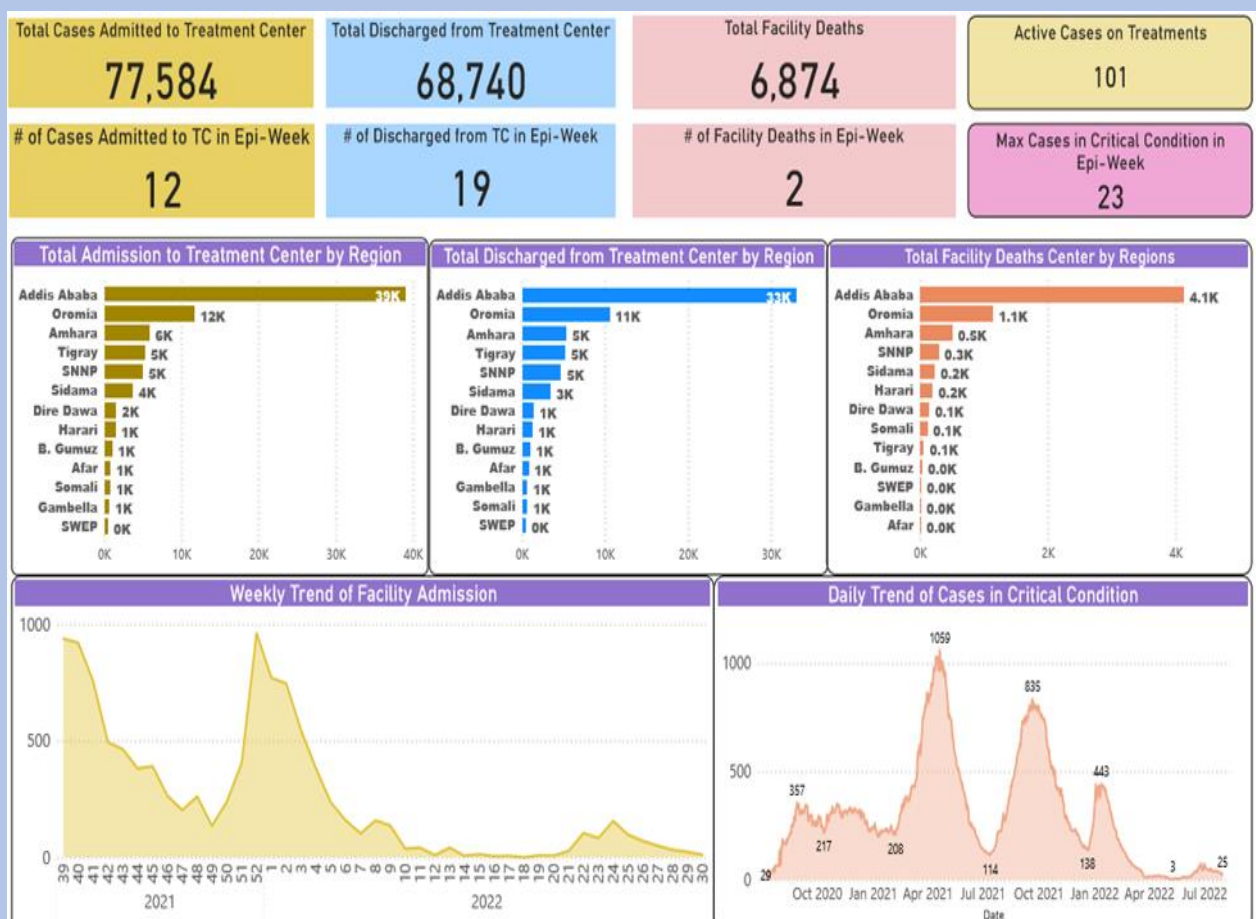 Total Cases Admitted to Treatment Center
77,584
Total Discharged from Treatment Center
68,740
Total Facility Deaths
6,874
Active Cases on Treatments
101
# of Cases Admitted to TC in Epi-Week
12
# of Discharged from TC in Epi-Week
19
# of Facility Deaths in Epi-Week
2
Max Cases in Critical Condition in
Epi-Week
23
Total Admission to Treatment Center by Region
Addis Ababa 39K
Oromia 12K
Amhara 6K
Tigray 5K
SNNP 5K
Sidama 4K
Dire Dawa 2K
Harari 1K
B. Gumuz 1K
Afar 1K
Somali 1K
Gambella 1K
SWEP 0K
0K 10K 20K 30K 40K
Total Discharged from Treatment Center by Region
Addis Ababa 33K
Oromia 11K
Amhara 5K
Tigray 5K
SNNP 5K
Sidama 3K
Dire Dawa 1K
Harari 1K
B. Gumuz 1K
Afar 1K
Gambella 1K
Somali 1K
SWEP 0K
0K 10K 20K 30K
Total Facility Deaths Center by Regions
Addis Ababa 4.1K
Oromia 1.1K
Amhara 0.5K
SNNP 0.3K
Sidama 0.2K
Harari 0.2K
Dire Dawa 0.1K
Somali 0.1K
Tigray 0.1K
B. Gumuz 0.0K
SWEP 0.0K
Gambella 0.0K
Afar 0.0K
0K 2K 4K
Weekly Trend of Facility Admission
1000
500
0
39 40 41 42 43 44 45 46 47 48 49 50 51 52 1 2 3 4 5 6 7 8 9 10 11 12 13 14 15 16 17 18 19 20 21 22 23 24 25 26 27 28 29 30
2021 2022
Daily Trend of Cases in Critical Condition
1059
1000
835
500
443
357
217
208
114
138
29
3
25
0
Oct 2020 Jan 2021 Apr 2021 Jul 2021 Oct 2021 Jan 2022 Apr 2022 Jul 2022
Date